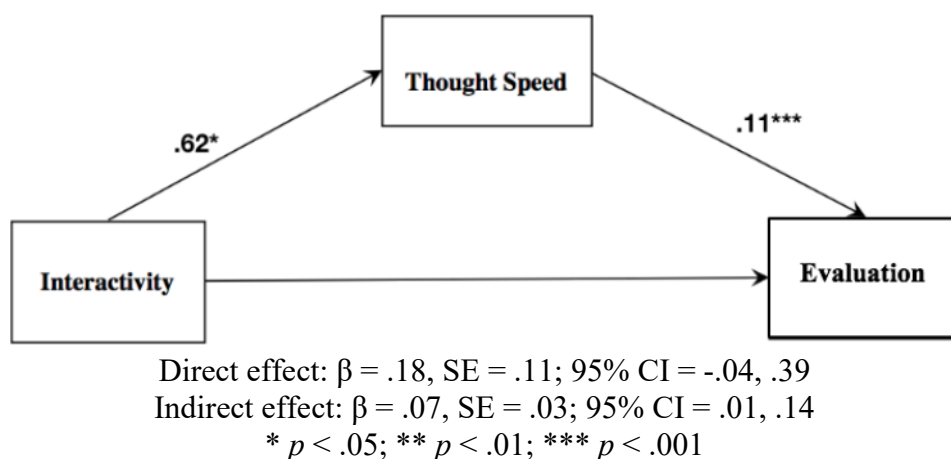 Thought Speed
.62*
.11***
Interactivity
Evaluation
Direct effect: β = .18, SE = .11; 95% CI = -.04, .39
Indirect effect: β = .07, SE = .03; 95% CI = .01, .14
* p < .05; ** p < .01; *** p < .001